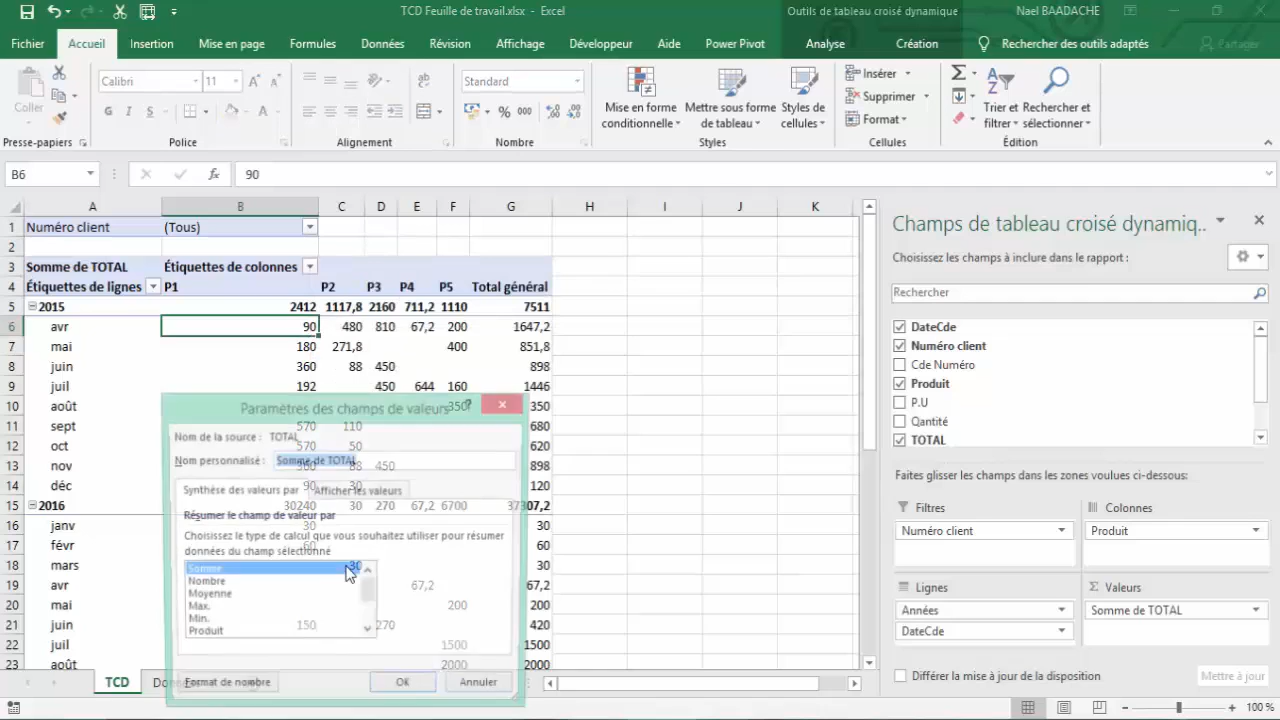 TCD Feuille de travail.xlsx - Excel
Outils de tableau croisé dynamique
Nael BAADACHE
Fichier Accueil Insertion Mise en page Formules Données Révision Affichage Développeur Aide Power Pivot Analyse Création Rechercher des outils adaptés Partager
Calibri 11 Standard
Coller
Mise en forme conditionnelle
Mettre sous forme de tableau
Styles de cellules
Insérer
Supprimer
Format
Trier et filtrer
Rechercher et sélectionner
Presse-papiers Police Alignement Nombre Styles Cellules Édition
B6 fx 90
A B C D E F G H I J K
1 Numéro client (Tous)
2
3 Somme de TOTAL Étiquettes de colonnes
4 Étiquettes de lignes P1 P2 P3 P4 P5 Total général
5 2015 2412 1117,8 2160 711,2 1110 7511
6 avr 90 480 810 67,2 200 1647,2
7 mai 180 271,8 400 851,8
8 juin 360 88 450 898
9 juil 192 450 644 160 1446
10 août 350 350
11 sept 570 110 680
12 oct 570 50 620
13 nov 360 88 450 898
14 déc 90 30 120
15 2016 30240 30 270 67,2 6700 37307,2
16 janv 30 30
17 févr 60 60
18 mars 30 30
19 avr 67,2 67,2
20 mai 200 200
21 juin 150 270 420
22 juil 1500 1500
23 août 2000 2000
Paramètres des champs de valeurs ?
Nom de la source : TOTAL
Nom personnalisé : Somme de TOTAL
Synthèse des valeurs par Afficher les valeurs
Résumer le champ de valeur par
Choisissez le type de calcul que vous souhaitez utiliser pour résumer
données du champ sélectionné
Somme
Nombre
Moyenne
Max.
Min.
Produit
Format de nombre OK Annuler
TCD
Champs de tableau croisé dynamiq..
Choisissez les champs à inclure dans le rapport :
Rechercher
DateCde
Numéro client
Cde Numéro
Produit
P.U
Qantité
TOTAL
Faites glisser les champs dans les zones voulues ci-dessous:
Filtres Colonnes
Numéro client Produit
Lignes Σ Valeurs
Années Somme de TOTAL
DateCde
Différer la mise à jour de la disposition Mettre à jour
100 %